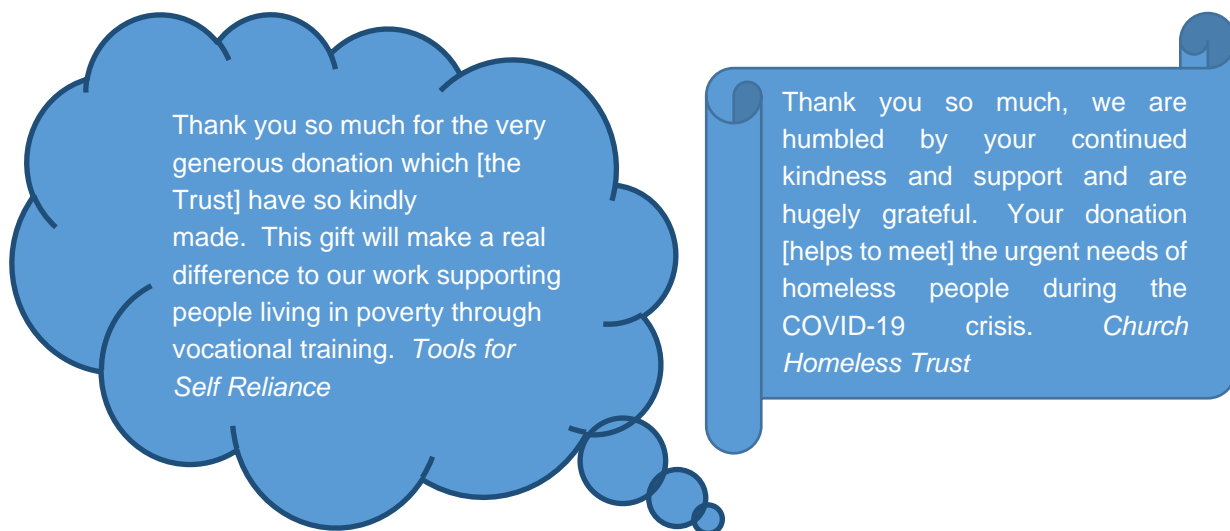 Thank you so much for the very
generous donation which [the
Trust] have so kindly
made. This gift will make a real
difference to our work supporting
people living in poverty through
vocational training. Tools for
Self Reliance
Thank you so much, we are
humbled by your continued
kindness and support and are
hugely grateful. Your donation
[helps to meet] the urgent needs of
homeless people during the
COVID-19 crisis. Church
Homeless Trust